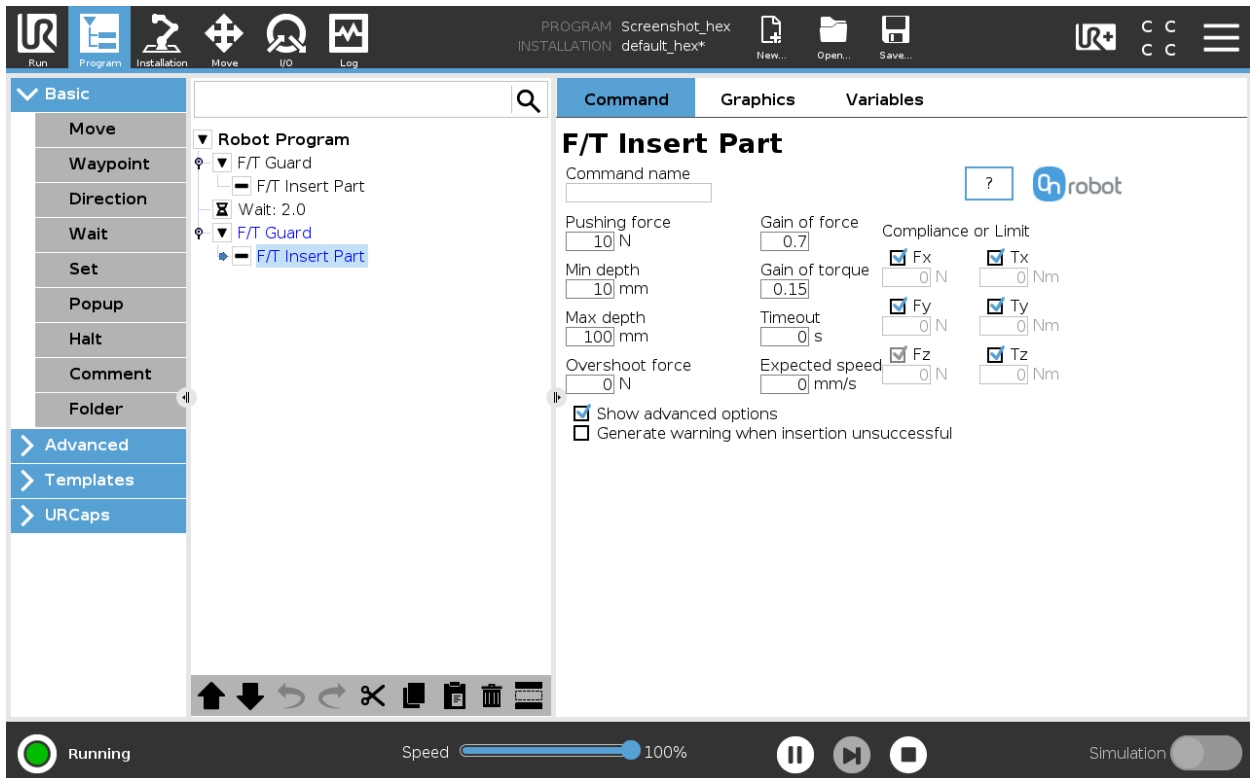 PROGRAM Screenshot_hex
INSTALLATION default_hex*
Run Program Installation Move I/O Log
New... Open... Save...
UR+
C C
C C
Basic
Move
Waypoint
Direction
Wait
Set
Popup
Halt
Comment
Folder
Advanced
Templates
URCaps
Robot Program
F/T Guard
F/T Insert Part
Wait: 2.0
F/T Guard
F/T Insert Part
Command Graphics Variables
F/T Insert Part
Command name
? On robot
Pushing force
10 N
Min depth
10 mm
Max depth
100 mm
Overshoot force
0 N
Gain of force
0.7
Gain of torque
0.15
Timeout
0 s
Expected speed
0 mm/s
Compliance or Limit
Fx Tx
0 N 0 Nm
Fy Ty
0 N 0 Nm
Fz Tz
0 N 0 Nm
Show advanced options
Generate warning when insertion unsuccessful
Running Speed 100% Simulation